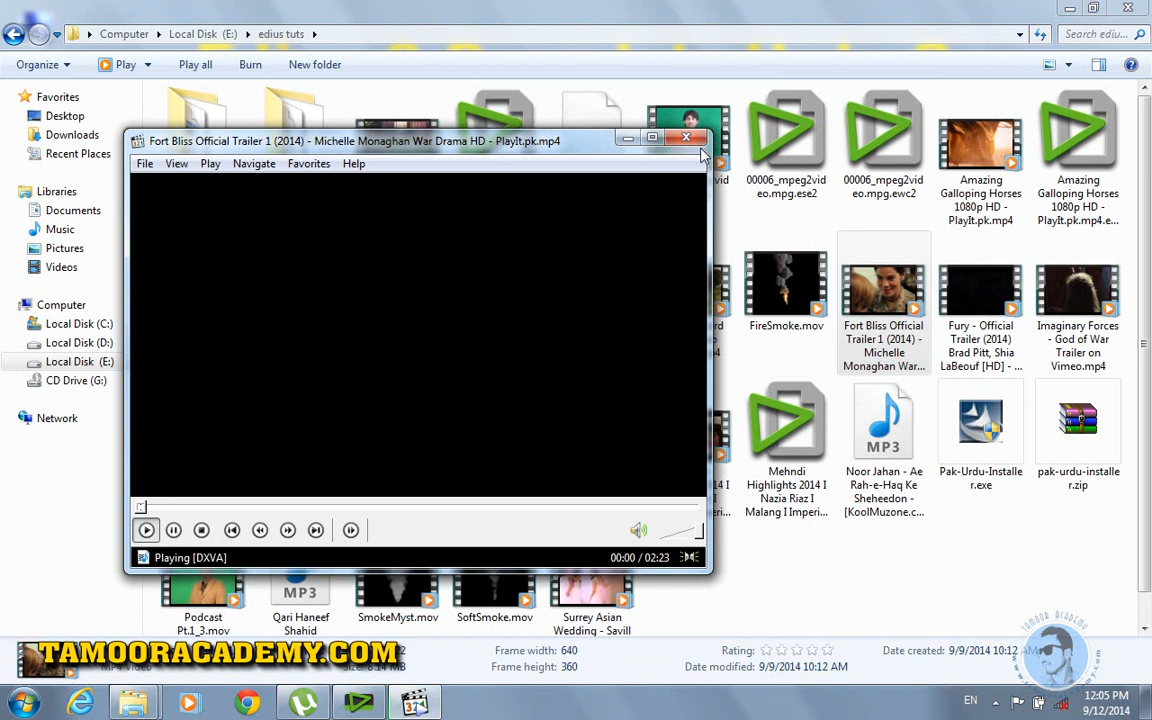 Computer ▸ Local Disk (E:) ▸ edius tuts ▸
Search ediu...
Organize
Play
Play all
Burn
New folder
Favorites
Desktop
Downloads
Recent Places
Libraries
Documents
Music
Pictures
Videos
Computer
Local Disk (C:)
Local Disk (D:)
Local Disk (E:)
CD Drive (G:)
Network
Fort Bliss Official Trailer 1 (2014) - Michelle Monaghan War Drama HD - PlayIt.pk.mp4
File View Play Navigate Favorites Help
Playing [DXVA]
00:00 / 02:23
00006_mpeg2vid
eo.mpg.ese2
00006_mpeg2vid
eo.mpg.ewc2
Amazing
Galloping Horses
1080p HD -
PlayIt.pk.mp4
Amazing
Galloping Horses
1080p HD -
PlayIt.pk.mp4.e...
FireSmoke.mov
Fort Bliss Official
Trailer 1 (2014) -
Michelle
Monaghan War...
Fury - Official
Trailer (2014)
Brad Pitt, Shia
LaBeouf [HD] - ...
Imaginary Forces
- God of War
Trailer on
Vimeo.mp4
Mehndi
Highlights 2014 I
Nazia Riaz I
Malang I Imperi...
MP3
Noor Jahan - Ae
Rah-e-Haq Ke
Sheheedon -
[KoolMuzone.c...
Pak-Urdu-Installe
r.exe
pak-urdu-installe
r.zip
Podcast
Pt.1_3.mov
MP3
Qari Haneef
Shahid
SmokeMyst.mov
SoftSmoke.mov
Surrey Asian
Wedding - Savill
TAMOORACADEMY.COM
MP4 Video
Size: 8.14 MB
Frame width: 640
Frame height: 360
Rating:
Date modified: 9/9/2014 10:12 AM
Date created: 9/9/2014 10:12 AM
EN
12:05 PM
9/12/2014